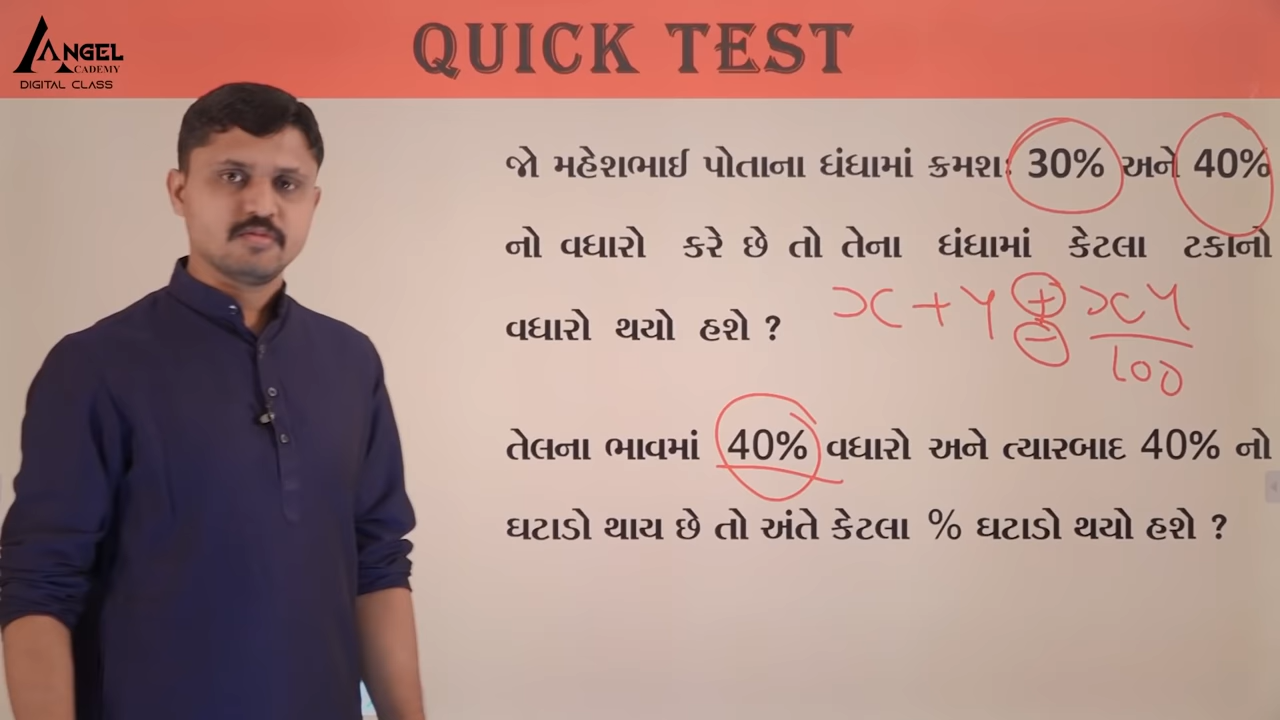 ANGEL
ACADEMY
DIGITAL CLASS
QUICK TEST
જો મહેશભાઈ પોતાના ધંધામાં ક્રમશઃ 30% અને 40%
નો વધારો કરે છે તો તેના ધંધામાં કેટલા ટકાનો
વધારો થયો હશે ?
x + y + - xy / 100
તેલના ભાવમાં 40% વધારો અને ત્યારબાદ 40% નો
ઘટાડો થાય છે તો અંતે કેટલા % ઘટાડો થયો હશે ?